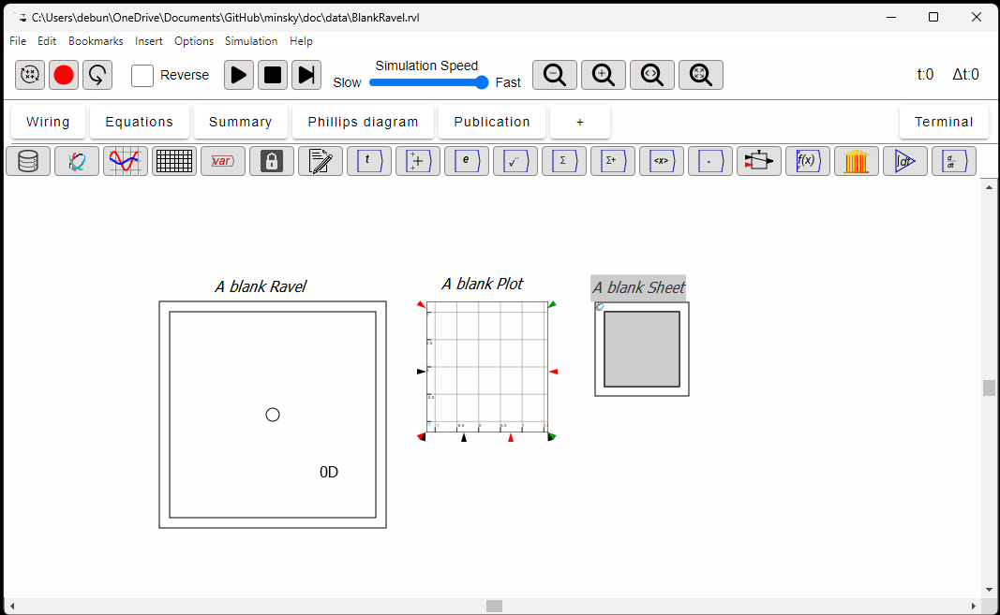 C:\Users\debun\OneDrive\Documents\GitHub\minsky\doc\data\BlankRavel.rvl
File Edit Bookmarks Insert Options Simulation Help
Reverse
Simulation Speed
Slow
Fast
t:0 Δt:0
Wiring Equations Summary Phillips diagram Publication + Terminal
var t + e √ Σ Σ+ <x> . f(x) ∫dt d/dt
A blank Ravel
A blank Plot
A blank Sheet
0D